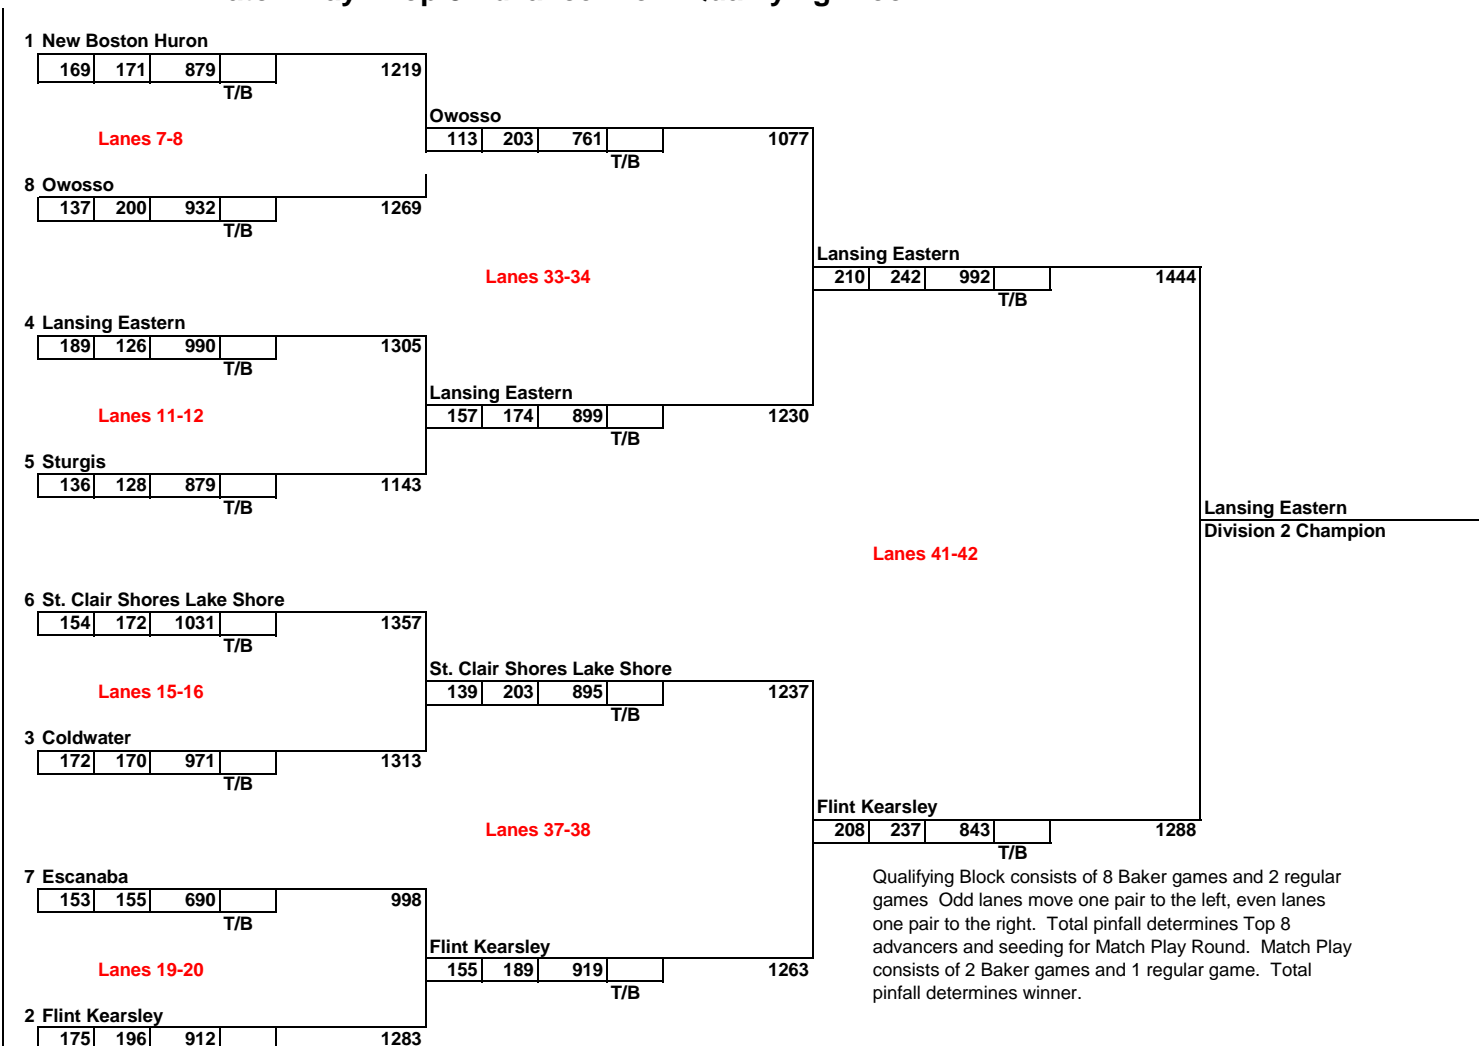 1 New Boston Huron
169 171 879 1219
T/B
Owosso
Lanes 7-8
113 203 761 1077
T/B
8 Owosso
137 200 932 1269
T/B
Lansing Eastern
Lanes 33-34
210 242 992 1444
T/B
4 Lansing Eastern
189 126 990 1305
T/B
Lansing Eastern
Lanes 11-12
157 174 899 1230
T/B
5 Sturgis
136 128 879 1143
T/B
Lansing Eastern
Division 2 Champion
Lanes 41-42
6 St. Clair Shores Lake Shore
154 172 1031 1357
T/B
St. Clair Shores Lake Shore
Lanes 15-16
139 203 895 1237
T/B
3 Coldwater
172 170 971 1313
T/B
Flint Kearsley
Lanes 37-38
208 237 843 1288
T/B
7 Escanaba
153 155 690 998
T/B
Flint Kearsley
Lanes 19-20
155 189 919 1263
T/B
2 Flint Kearsley
175 196 912 1283
Qualifying Block consists of 8 Baker games and 2 regular
games Odd lanes move one pair to the left, even lanes
one pair to the right. Total pinfall determines Top 8
advancers and seeding for Match Play Round. Match Play
consists of 2 Baker games and 1 regular game. Total
pinfall determines winner.